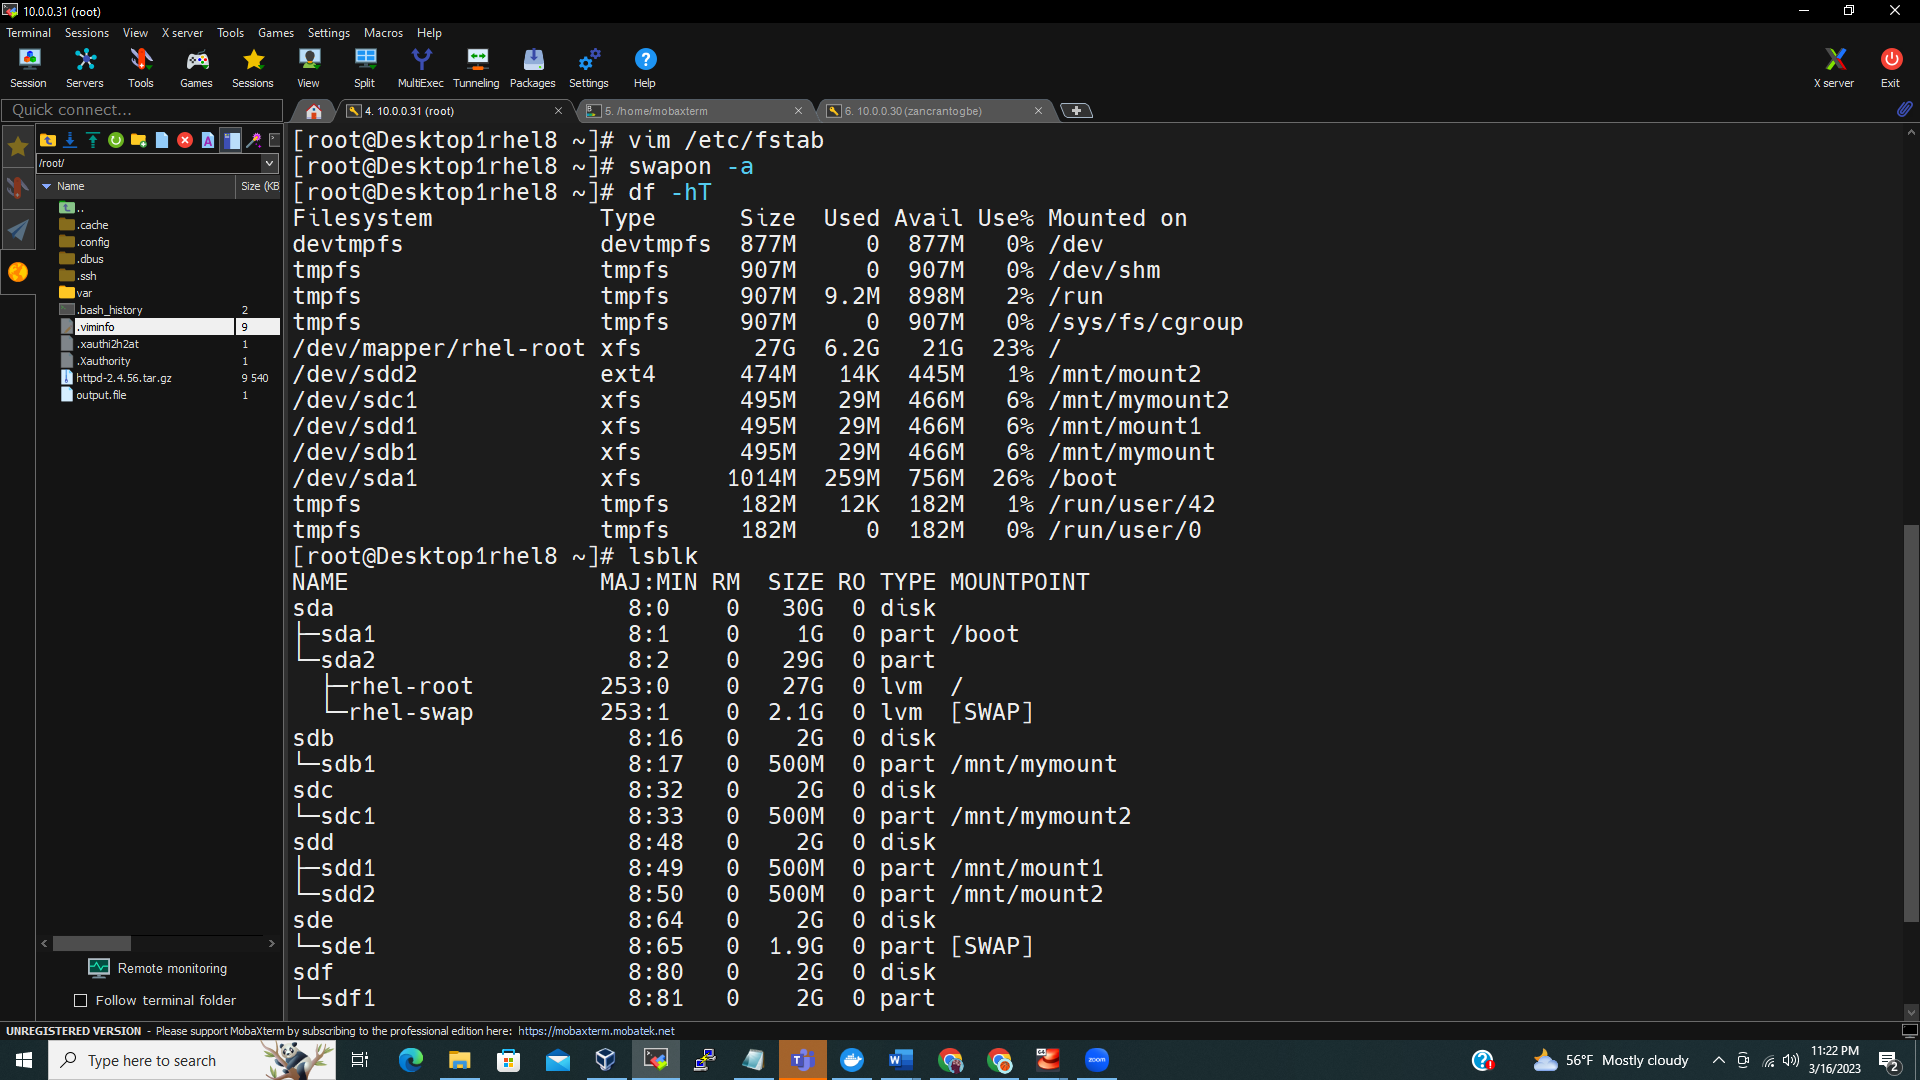 10.0.0.31 (root)
Terminal Sessions View X server Tools Games Settings Macros Help
Session Servers Tools Games Sessions View Split MultiExec Tunneling Packages Settings Help X server Exit
Quick connect...
4. 10.0.0.31 (root)
5. /home/mobaxterm
6. 10.0.0.30 (zancrantogbe)
/root/
Name Size (KB
..
.cache
.config
.dbus
.ssh
var
.bash_history 2
.viminfo 9
.xauthi2h2at 1
.Xauthority 1
httpd-2.4.56.tar.gz 9 540
output.file 1
Remote monitoring
Follow terminal folder
[root@Desktop1rhel8 ~]# vim /etc/fstab
[root@Desktop1rhel8 ~]# swapon -a
[root@Desktop1rhel8 ~]# df -hT
Filesystem Type Size Used Avail Use% Mounted on
devtmpfs devtmpfs 877M 0 877M 0% /dev
tmpfs tmpfs 907M 0 907M 0% /dev/shm
tmpfs tmpfs 907M 9.2M 898M 2% /run
tmpfs tmpfs 907M 0 907M 0% /sys/fs/cgroup
/dev/mapper/rhel-root xfs 27G 6.2G 21G 23% /
/dev/sdd2 ext4 474M 14K 445M 1% /mnt/mount2
/dev/sdc1 xfs 495M 29M 466M 6% /mnt/mymount2
/dev/sdd1 xfs 495M 29M 466M 6% /mnt/mount1
/dev/sdb1 xfs 495M 29M 466M 6% /mnt/mymount
/dev/sda1 xfs 1014M 259M 756M 26% /boot
tmpfs tmpfs 182M 12K 182M 1% /run/user/42
tmpfs tmpfs 182M 0 182M 0% /run/user/0
[root@Desktop1rhel8 ~]# lsblk
NAME MAJ:MIN RM SIZE RO TYPE MOUNTPOINT
sda 8:0 0 30G 0 disk
├─sda1 8:1 0 1G 0 part /boot
└─sda2 8:2 0 29G 0 part
├─rhel-root 253:0 0 27G 0 lvm /
└─rhel-swap 253:1 0 2.1G 0 lvm [SWAP]
sdb 8:16 0 2G 0 disk
└─sdb1 8:17 0 500M 0 part /mnt/mymount
sdc 8:32 0 2G 0 disk
└─sdc1 8:33 0 500M 0 part /mnt/mymount2
sdd 8:48 0 2G 0 disk
├─sdd1 8:49 0 500M 0 part /mnt/mount1
└─sdd2 8:50 0 500M 0 part /mnt/mount2
sde 8:64 0 2G 0 disk
└─sde1 8:65 0 1.9G 0 part [SWAP]
sdf 8:80 0 2G 0 disk
└─sdf1 8:81 0 2G 0 part
UNREGISTERED VERSION - Please support MobaXterm by subscribing to the professional edition here: https://mobaxterm.mobatek.net
Type here to search
56°F Mostly cloudy
11:22 PM
3/16/2023
2